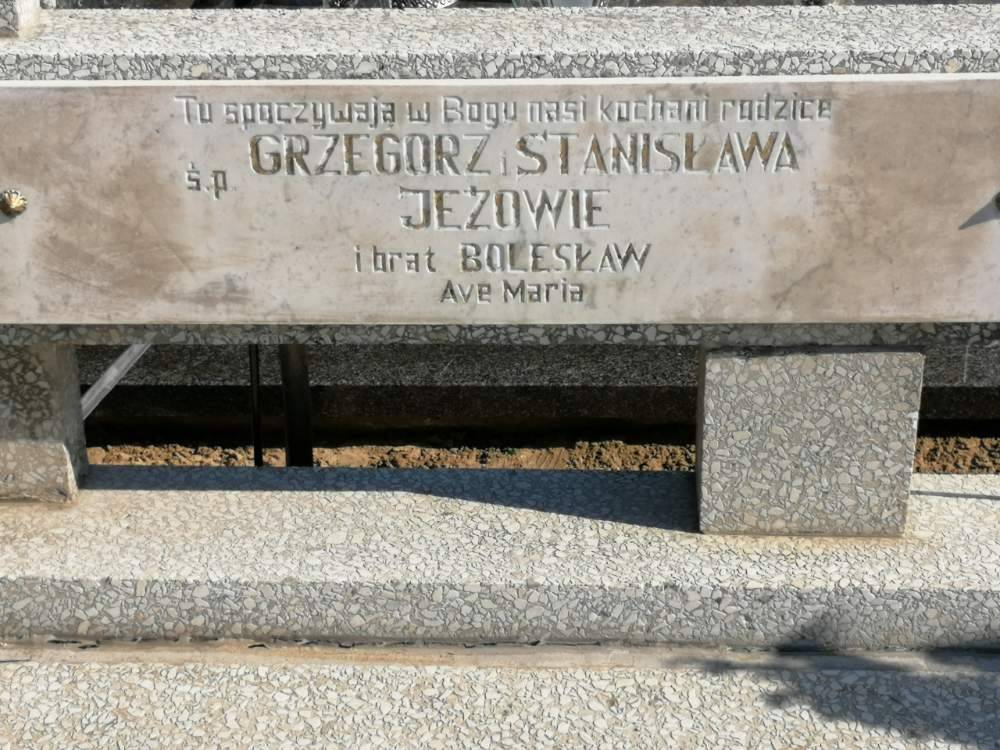 Tu spoczywają w Bogu nasi kochani rodzice
ś.p. GRZEGORZ i STANISŁAWA
JEŻOWIE
i brat BOLESŁAW
Ave Maria